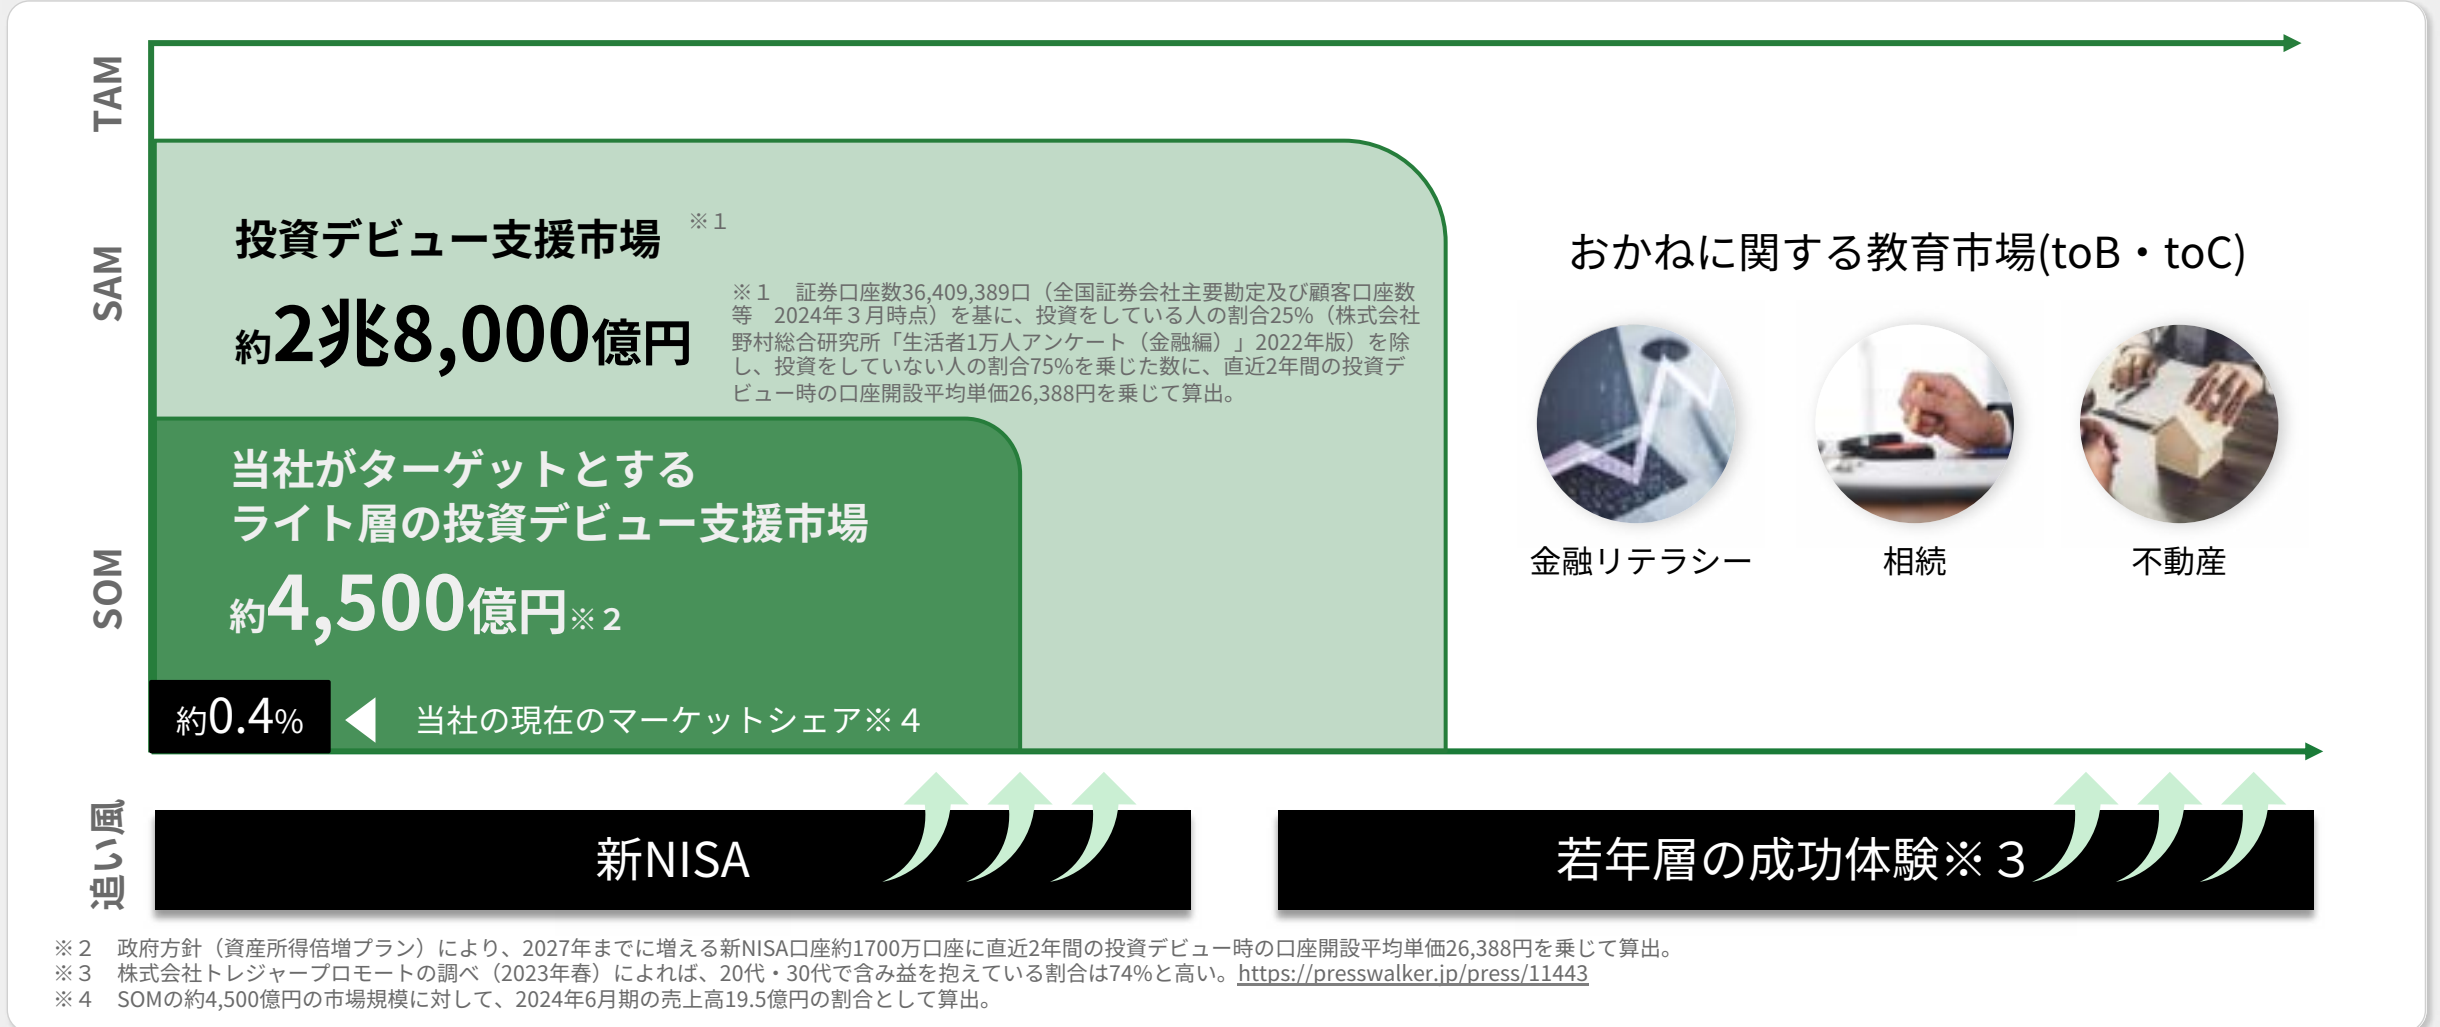 TAM
SAM
投資デビュー支援市場 ※１
約2兆8,000億円
※１　証券口座数36,409,389口（全国証券会社主要勘定及び顧客口座数
等　2024年３月時点）を基に、投資をしている人の割合25%（株式会社
野村総合研究所「生活者1万人アンケート（金融編）」2022年版）を除
し、投資をしていない人の割合75%を乗じた数に、直近2年間の投資デ
ビュー時の口座開設平均単価26,388円を乗じて算出。
おかねに関する教育市場(toB・toC)
金融リテラシー
相続
不動産
SOM
当社がターゲットとする
ライト層の投資デビュー支援市場
約4,500億円※２
約0.4%
当社の現在のマーケットシェア※４
追い風
新NISA
若年層の成功体験※３
※２　政府方針（資産所得倍増プラン）により、2027年までに増える新NISA口座約1700万口座に直近2年間の投資デビュー時の口座開設平均単価26,388円を乗じて算出。
※３　株式会社トレジャープロモートの調べ（2023年春）によれば、20代・30代で含み益を抱えている割合は74%と高い。https://presswalker.jp/press/11443
※４　SOMの約4,500億円の市場規模に対して、2024年6月期の売上高19.5億円の割合として算出。